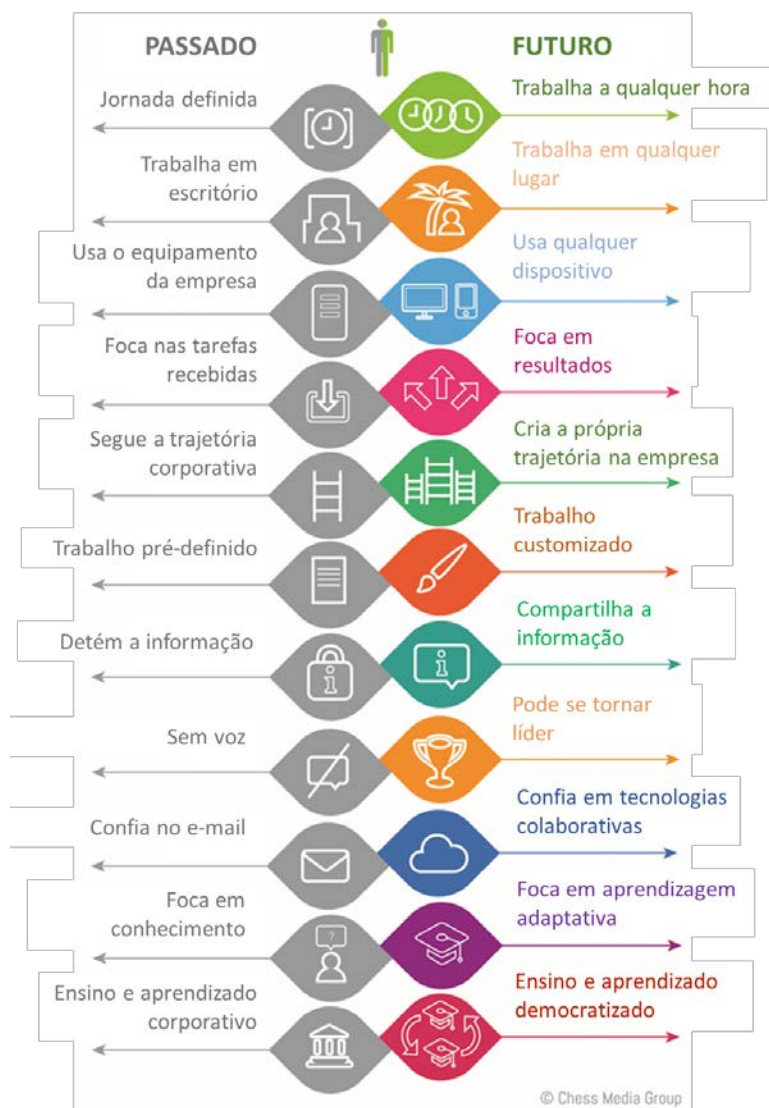 PASSADO
FUTURO
Jornada definida
Trabalha a qualquer hora
Trabalha em
escritório
Trabalha em qualquer
lugar
Usa o equipamento
da empresa
Usa qualquer
dispositivo
Foca nas tarefas
recebidas
Foca em
resultados
Segue a trajetória
corporativa
Cria a própria
trajetória na empresa
Trabalho pré-definido
Trabalho
customizado
Detém a informação
Compartilha a
informação
Sem voz
Pode se tornar
líder
Confia no e-mail
Confia em tecnologias
colaborativas
Foca em
conhecimento
Foca em aprendizagem
adaptativa
Ensino e aprendizado
corporativo
Ensino e aprendizado
democratizado
© Chess Media Group